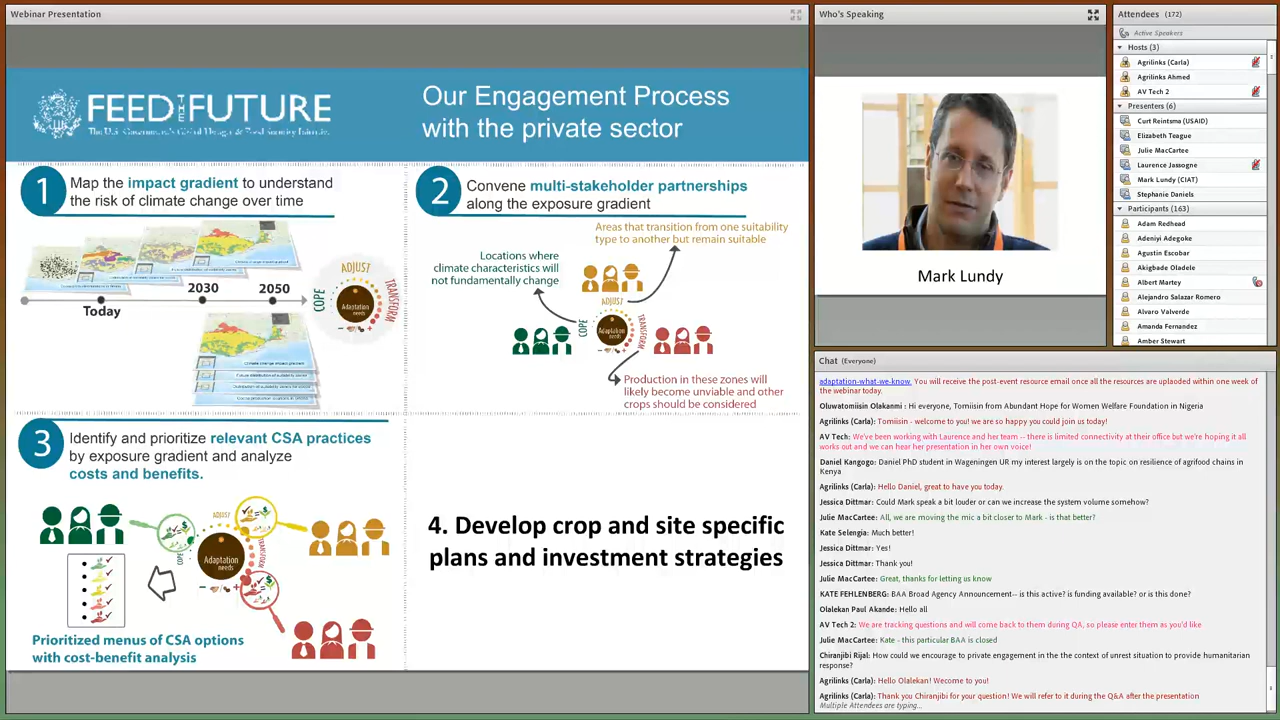 Webinar Presentation
FEED THE FUTURE
The U.S. Government's Global Hunger & Food Security Initiative
Our Engagement Process
with the private sector
1
Map the impact gradient to understand
the risk of climate change over time
2030
2050
Today
COPE
ADJUST
TRANSFORM
Adaptation
needs
2
Convene multi-stakeholder partnerships
along the exposure gradient
Areas that transition from one suitability
type to another but remain suitable
Locations where
climate characteristics will
not fundamentally change
ADJUST
COPE
TRANSFORM
Adaptation
needs
Production in these zones will
likely become unviable and other
crops should be considered
3
Identify and prioritize relevant CSA practices
by exposure gradient and analyze
costs and benefits.
ADJUST
COPE
TRANSFORM
Adaptation
needs
Prioritized menus of CSA options
with cost-benefit analysis
4. Develop crop and site specific
plans and investment strategies
Who's Speaking
Mark Lundy
Attendees (172)
Active Speakers
Hosts (3)
Agrilinks (Carla)
Agrilinks Ahmed
AV Tech 2
Presenters (6)
Curt Reintsma (USAID)
Elizabeth Teague
Julie MacCartee
Laurence Jassogne
Mark Lundy (CIAT)
Stephanie Daniels
Participants (163)
Adam Redhead
Adeniyi Adegoke
Agustin Escobar
Akigbade Oladele
Albert Martey
Alejandro Salazar Romero
Alvaro Valverde
Amanda Fernandez
Amber Stewart
Chat (Everyone)
adaptation-what-we-know. You will receive the post-event resource email once all the resources are uploaded within one week of
the webinar today.
Oluwatomiisin Olakanmi : Hi everyone, Tomiisin from Abundant Hope for Women Welfare Foundation in Nigeria
Agrilinks (Carla): Tomiisin - welcome to you! we are so happy you could join us today!
AV Tech: We've been working with Laurence and her team -- there is limited connectivity at their office but we're hoping it all
works out and we can hear her presentation in her own voice!
Daniel Kangogo: Daniel PhD student in Wageningen UR my interest largely is on the topic on resilience of agrifood chains in
Kenya
Agrilinks (Carla): Hello Daniel, great to have you today.
Jessica Dittmar: Could Mark speak a bit louder or can we increase the system volume somehow?
Julie MacCartee: All, we are moving the mic a bit closer to Mark - is that better?
Kate Selengia: Much better!
Jessica Dittmar: Yes!
Jessica Dittmar: Thank you!
Julie MacCartee: Great, thanks for letting us know
KATE FEHLENBERG: BAA Broad Agency Announcement-- is this active? is funding available? or is this done?
Olalekan Paul Akande: Hello all
AV Tech 2: We are tracking questions and will come back to them during QA, so please enter them as you'd like
Julie MacCartee: Kate - this particular BAA is closed
Chiranjibi Rijal: How could we encourage to private engagement in the the context of unrest situation to provide humanitarian
response?
Agrilinks (Carla): Hello Olalekan! Wecome to you!
Agrilinks (Carla): Thank you Chiranjibi for your question! We will refer to it during the Q&A after the presentation
Multiple Attendees are typing...